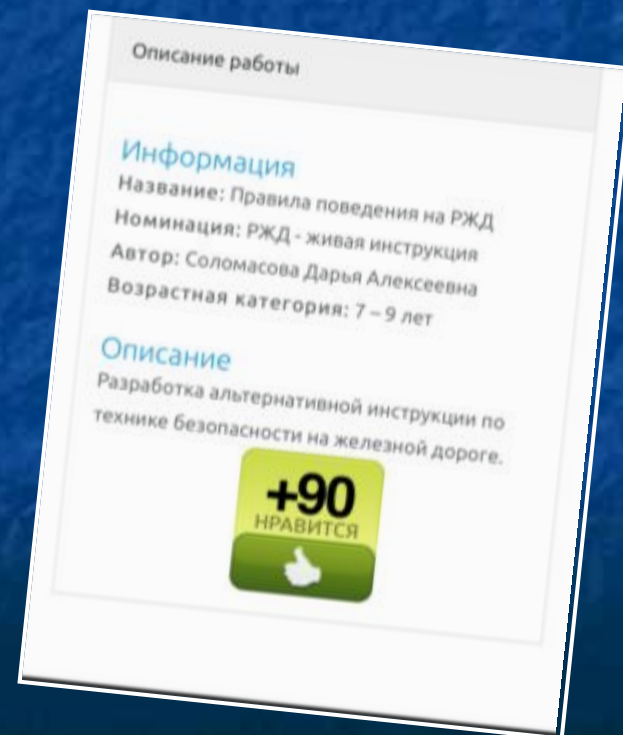 Описание работы
Информация
Название: Правила поведения на РЖД
Номинация: РЖД - живая инструкция
Автор: Соломасова Дарья Алексеевна
Возрастная категория: 7 – 9 лет
Описание
Разработка альтернативной инструкции по
технике безопасности на железной дороге.
+90
НРАВИТСЯ